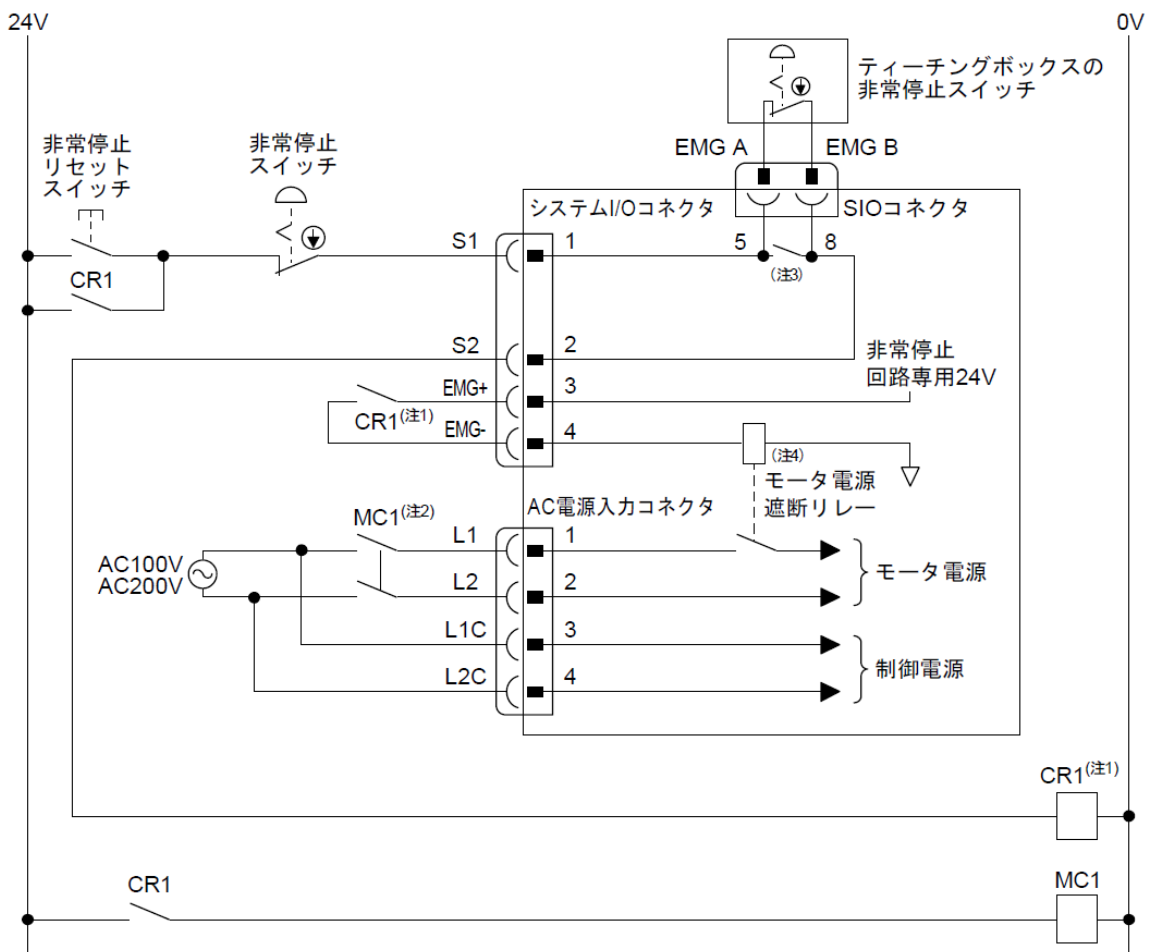 24V
0V
ティーチングボックスの
非常停止スイッチ
非常停止
リセット
スイッチ
非常停止
スイッチ
EMG A
EMG B
システムI/Oコネクタ
SIOコネクタ
S1
1
5
8
(注3)
CR1
S2
2
非常停止
回路専用24V
EMG+
3
CR1(注1)
EMG-
4
(注4)
モータ電源
遮断リレー
AC電源入力コネクタ
MC1(注2)
L1
1
AC100V
AC200V
モータ電源
L2
2
L1C
3
制御電源
L2C
4
CR1(注1)
CR1
MC1